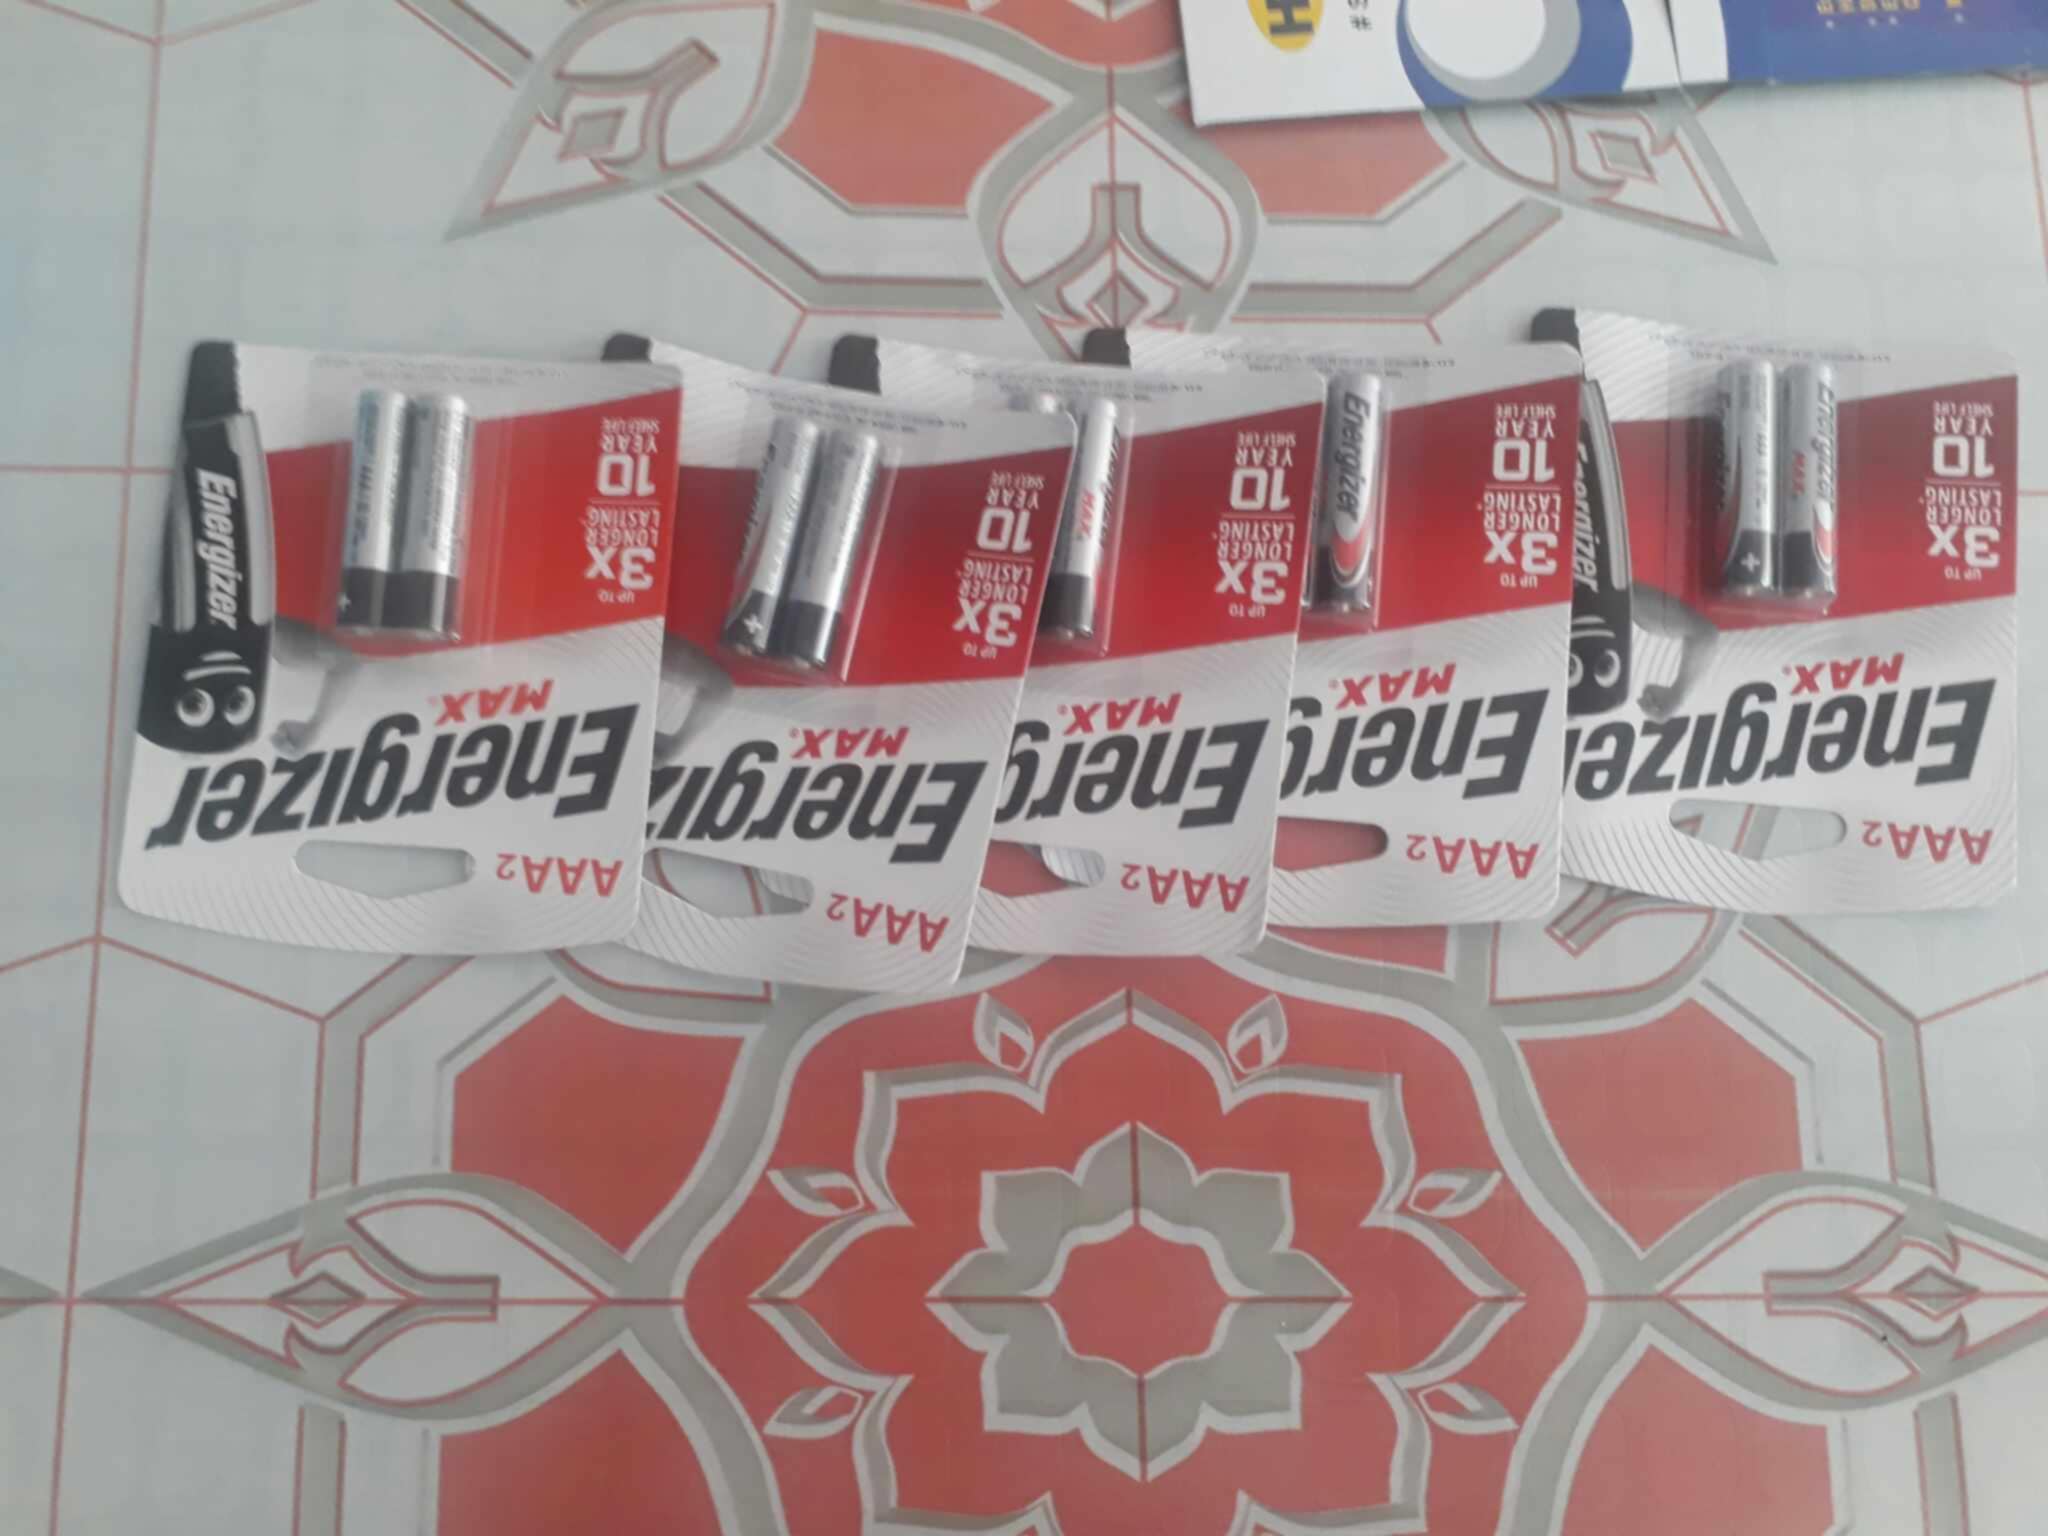 AAA2
Energizer
MAX®
UP TO
3X
LONGER
LASTING*
10
YEAR
SHELF LIFE
Energizer
+
AAA2
Energiz
MAX®
UP TO
3X
LONGER
LASTING*
10
YEAR
SHELF LIFE
+
AAA2
Energ
MAX®
UP TO
3X
LONGER
LASTING*
10
YEAR
SHELF LIFE
MAX
AAA2
Energ
MAX®
UP TO
3X
LONGER
LASTING*
10
YEAR
SHELF LIFE
Energizer
AAA2
Energizer
MAX®
UP TO
3X
LONGER
LASTING*
10
YEAR
SHELF LIFE
Energizer
MAX
Energizer
+
H